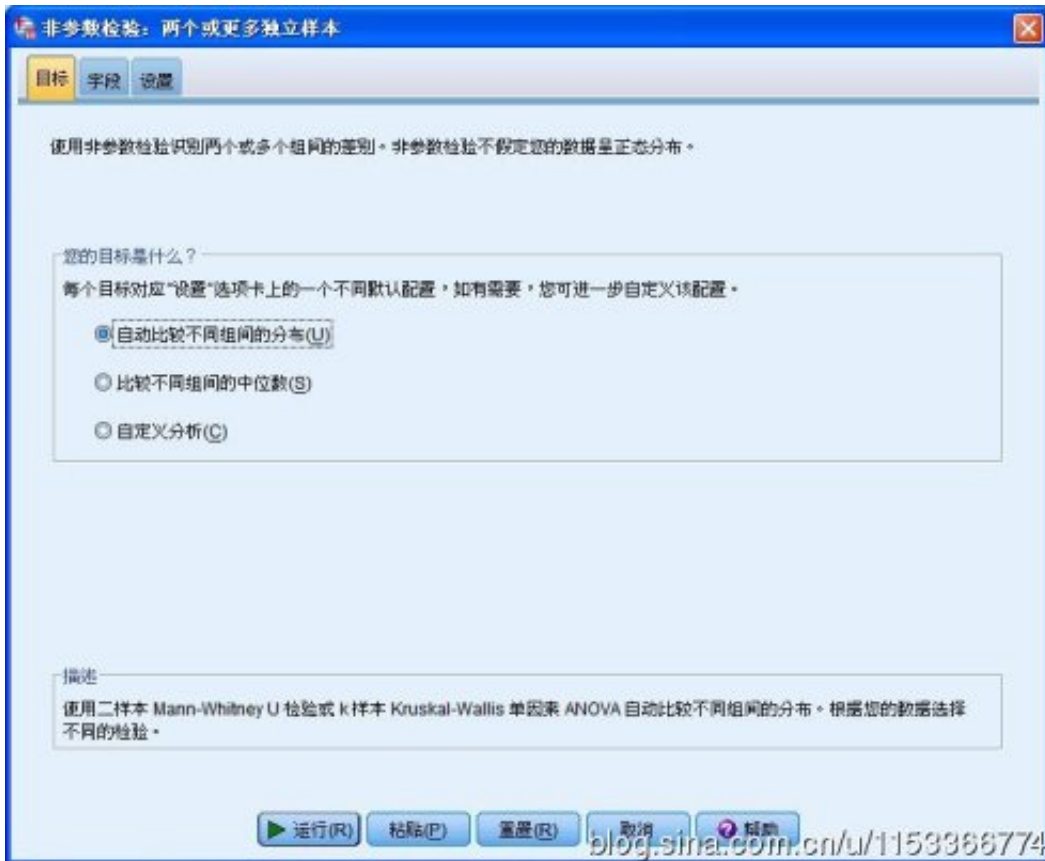 非参数检验：两个或更多独立样本
目标 字段 设置
使用非参数检验识别两个或多个组间的差别。非参数检验不假定您的数据呈正态分布。
您的目标是什么？
每个目标对应“设置”选项卡上的一个不同默认配置，如有需要，您可进一步自定义该配置。
自动比较不同组间的分布(U)
比较不同组间的中位数(S)
自定义分析(C)
描述
使用二样本 Mann-Whitney U 检验或 k 样本 Kruskal-Wallis 单因素 ANOVA 自动比较不同组间的分布。根据您的数据选择
不同的检验。
运行(R) 粘贴(P) 重置(R) 取消 帮助
blog.sina.com.cn/u/1153366774